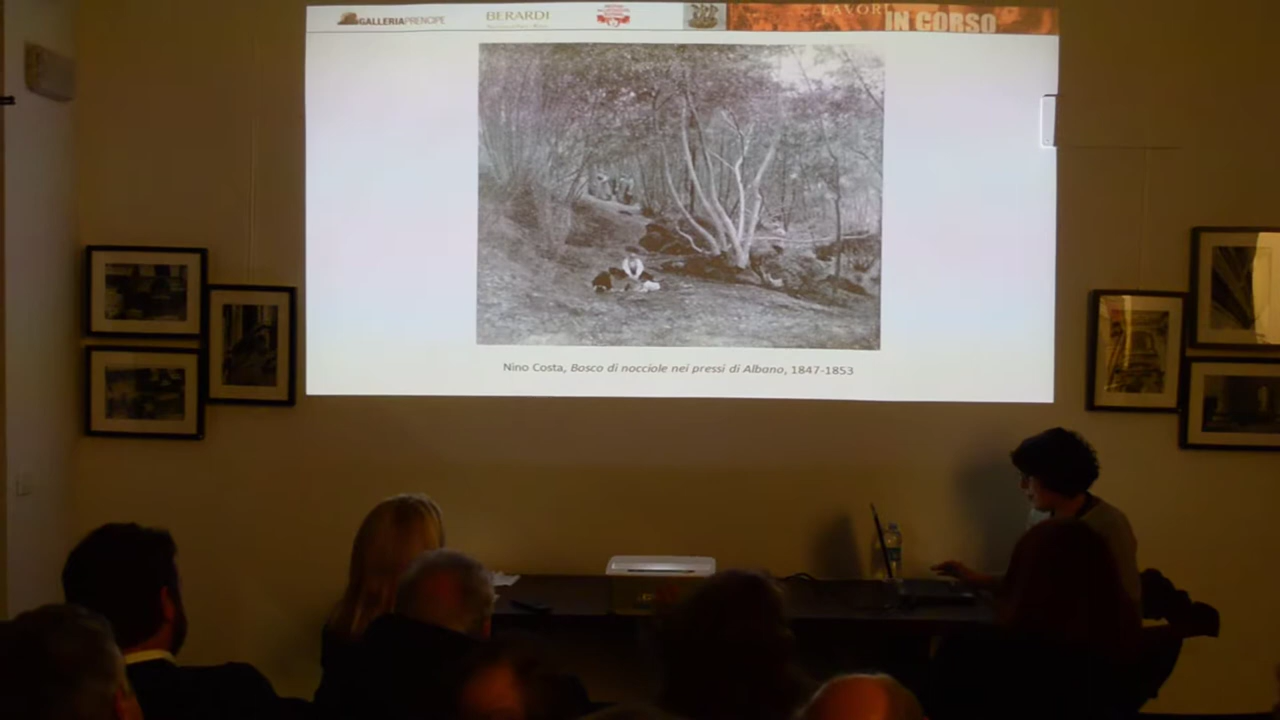 GALLERIAPRINCIPE
BERARDI
LAVORI
IN CORSO
Nino Costa, Bosco di nocciole nei pressi di Albano, 1847-1853